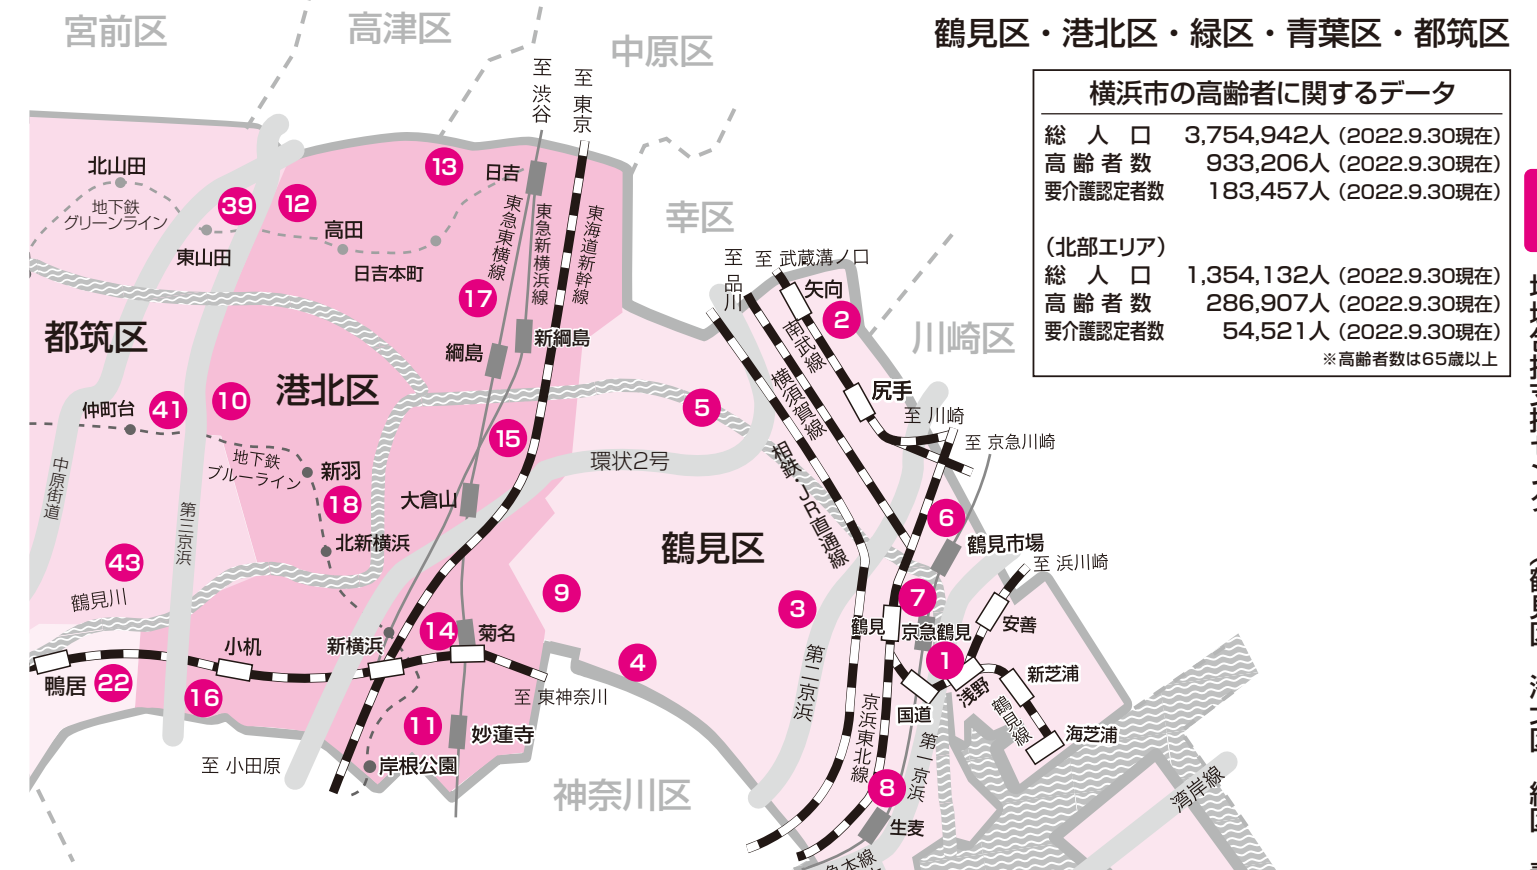 鶴見区・港北区・緑区・青葉区・都筑区
横浜市の高齢者に関するデータ
総人口 3,754,942人（2022.9.30現在）
高齢者数 933,206人（2022.9.30現在）
要介護認定者数 183,457人（2022.9.30現在）
（北部エリア）
総人口 1,354,132人（2022.9.30現在）
高齢者数 286,907人（2022.9.30現在）
要介護認定者数 54,521人（2022.9.30現在）
※高齢者数は65歳以上
宮前区
高津区
中原区
幸区
川崎区
神奈川区
都筑区
港北区
鶴見区
至 渋谷
至 東京
北山田
地下鉄
グリーンライン
東山田
39
12
13
高田
日吉本町
日吉
東急東横線
東急新横浜線
東海道新幹線
17
綱島
新綱島
至 品川
至 武蔵溝ノ口
矢向
2
南武線
横須賀線
尻手
至 川崎
至 京急川崎
相鉄・JR直通線
仲町台
41
10
中原街道
第三京浜
地下鉄
ブルーライン
新羽
18
北新横浜
15
大倉山
5
環状2号
6
鶴見市場
至 浜川崎
43
鶴見川
9
3
7
鶴見
京急鶴見
安善
1
小机
新横浜
14
菊名
4
鴨居
22
16
至 東神奈川
第二京浜
国道
浅野
新芝浦
鶴見線
海芝浦
11
妙蓮寺
岸根公園
至 小田原
京浜東北線
第一京浜
8
生麦
湾岸線